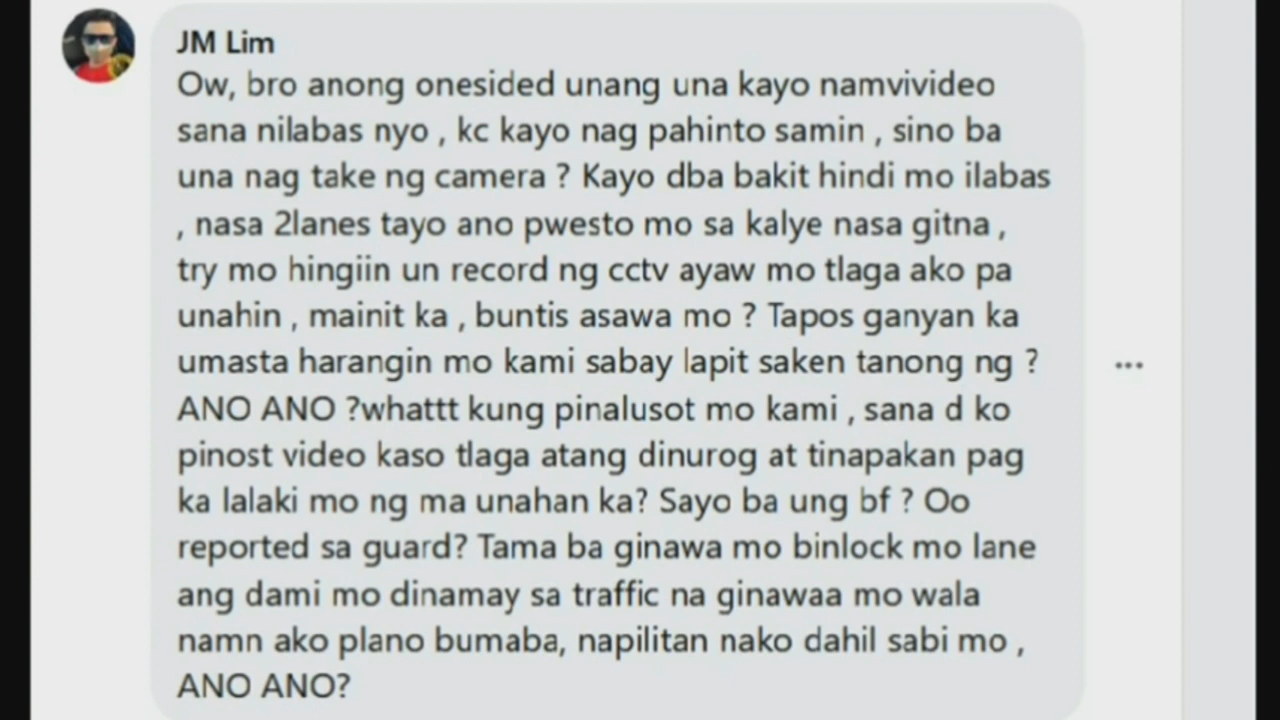 JM Lim
Ow, bro anong onesided unang una kayo namvivideo
sana nilabas nyo , kc kayo nag pahinto samin , sino ba
una nag take ng camera ? Kayo dba bakit hindi mo ilabas
, nasa 2lanes tayo ano pwesto mo sa kalye nasa gitna ,
try mo hingiin un record ng cctv ayaw mo tlaga ako pa
unahin , mainit ka , buntis asawa mo ? Tapos ganyan ka
umasta harangin mo kami sabay lapit saken tanong ng ?
ANO ANO ?whattt kung pinalusot mo kami , sana d ko
pinost video kaso tlaga atang dinurog at tinapakan pag
ka lalaki mo ng ma unahan ka? Sayo ba ung bf ? Oo
reported sa guard? Tama ba ginawa mo binlock mo lane
ang dami mo dinamay sa traffic na ginawaa mo wala
namn ako plano bumaba, napilitan nako dahil sabi mo ,
ANO ANO?